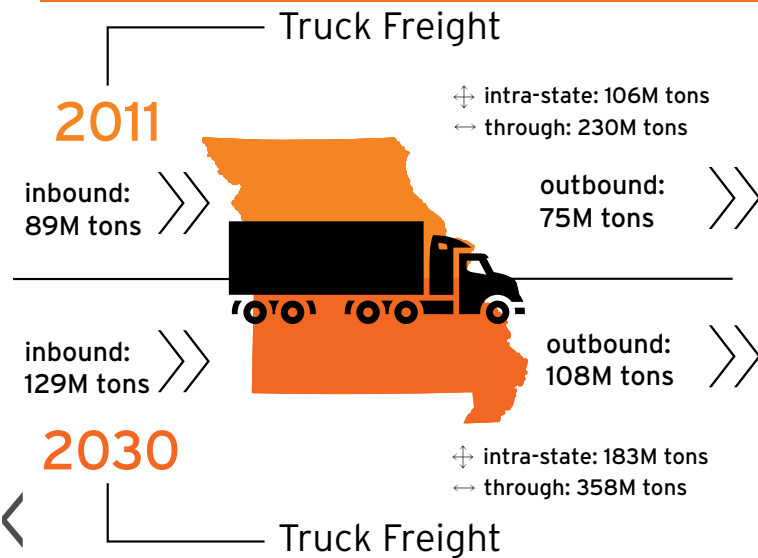 Truck Freight
2011
intra-state: 106M tons
through: 230M tons
inbound:
89M tons
outbound:
75M tons
inbound:
129M tons
outbound:
108M tons
2030
intra-state: 183M tons
through: 358M tons
Truck Freight